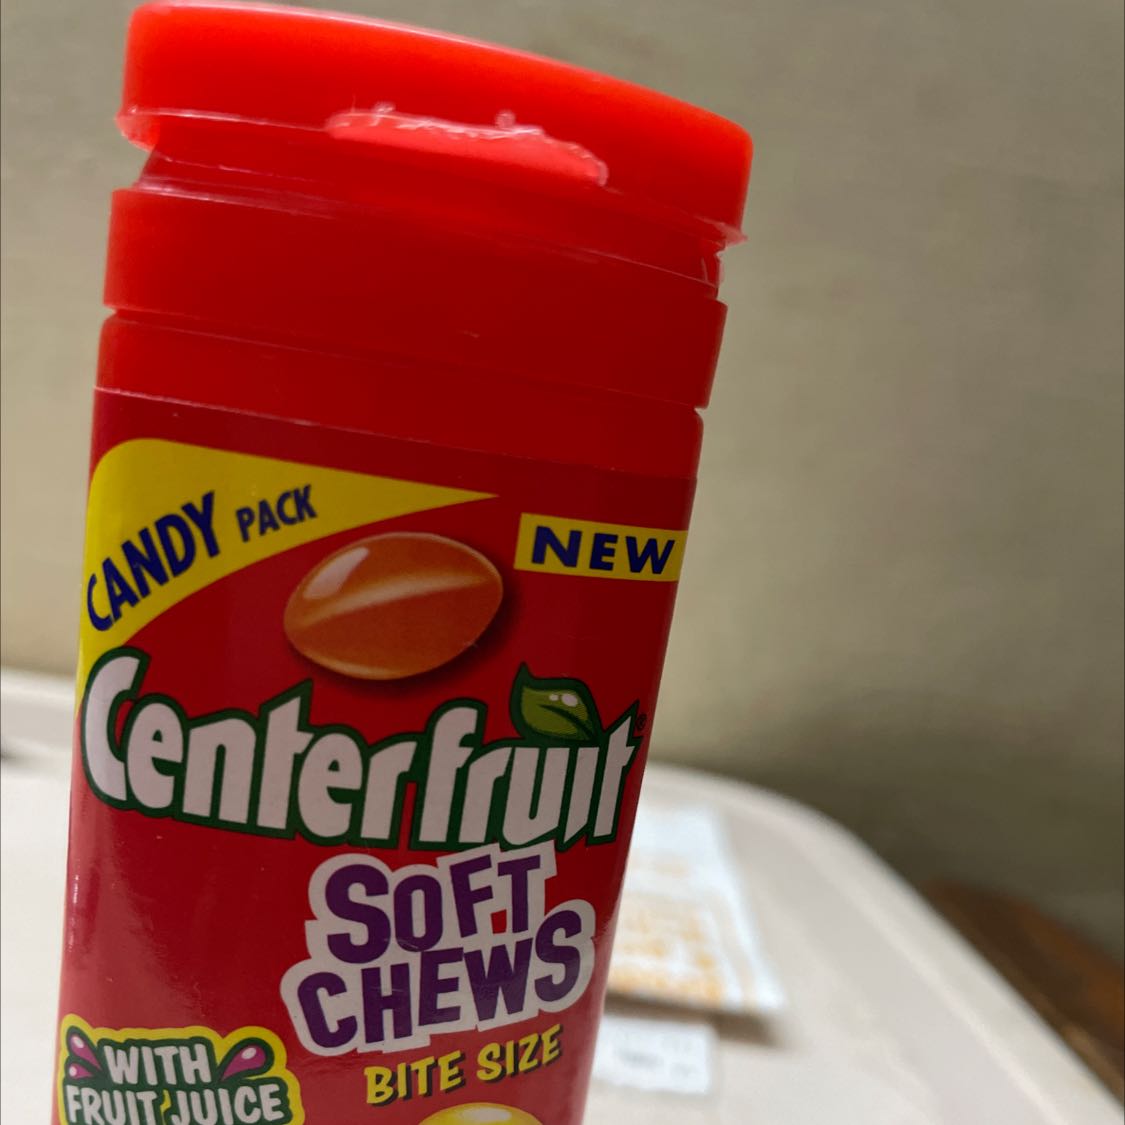 CANDY PACK
NEW
Centerfruit®
SOFT
CHEWS
BITE SIZE
WITH
FRUIT JUICE